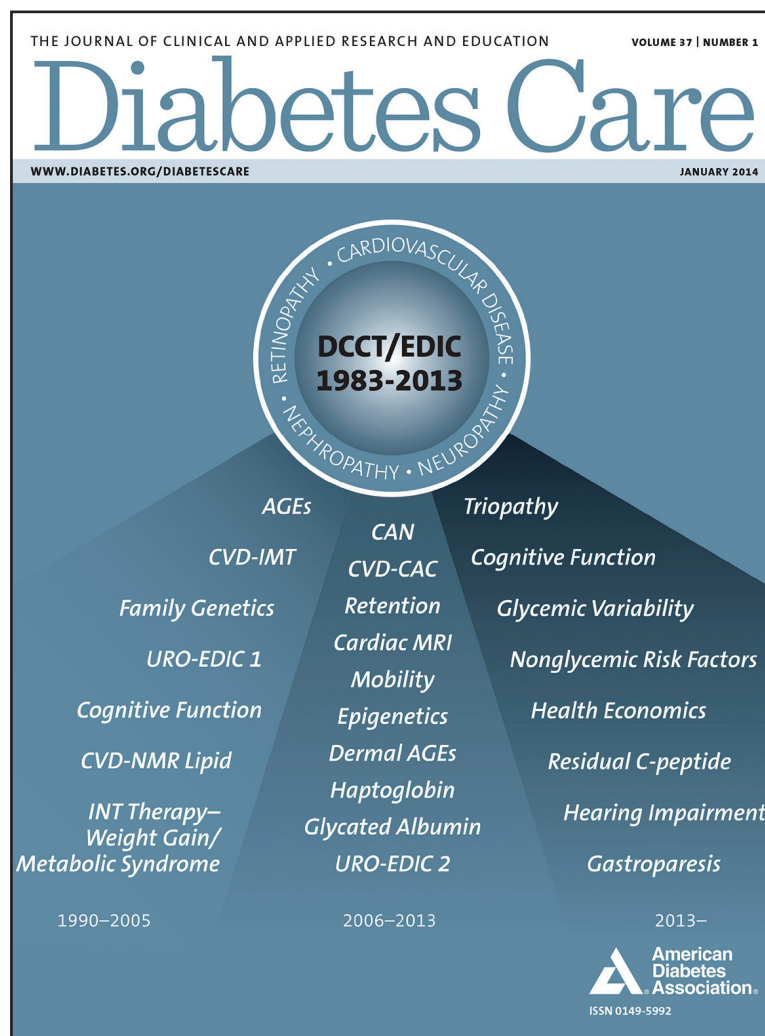 THE JOURNAL OF CLINICAL AND APPLIED RESEARCH AND EDUCATION
VOLUME 37 | NUMBER 1
Diabetes Care
WWW.DIABETES.ORG/DIABETESCARE
JANUARY 2014
RETINOPATHY • CARDIOVASCULAR DISEASE • NEUROPATHY • NEPHROPATHY •
DCCT/EDIC
1983-2013
AGEs
CVD-IMT
Family Genetics
URO-EDIC 1
Cognitive Function
CVD-NMR Lipid
INT Therapy–
Weight Gain/
Metabolic Syndrome
1990–2005
CAN
CVD-CAC
Retention
Cardiac MRI
Mobility
Epigenetics
Dermal AGEs
Haptoglobin
Glycated Albumin
URO-EDIC 2
2006–2013
Triopathy
Cognitive Function
Glycemic Variability
Nonglycemic Risk Factors
Health Economics
Residual C-peptide
Hearing Impairment
Gastroparesis
2013–
American
Diabetes
Association®
ISSN 0149-5992